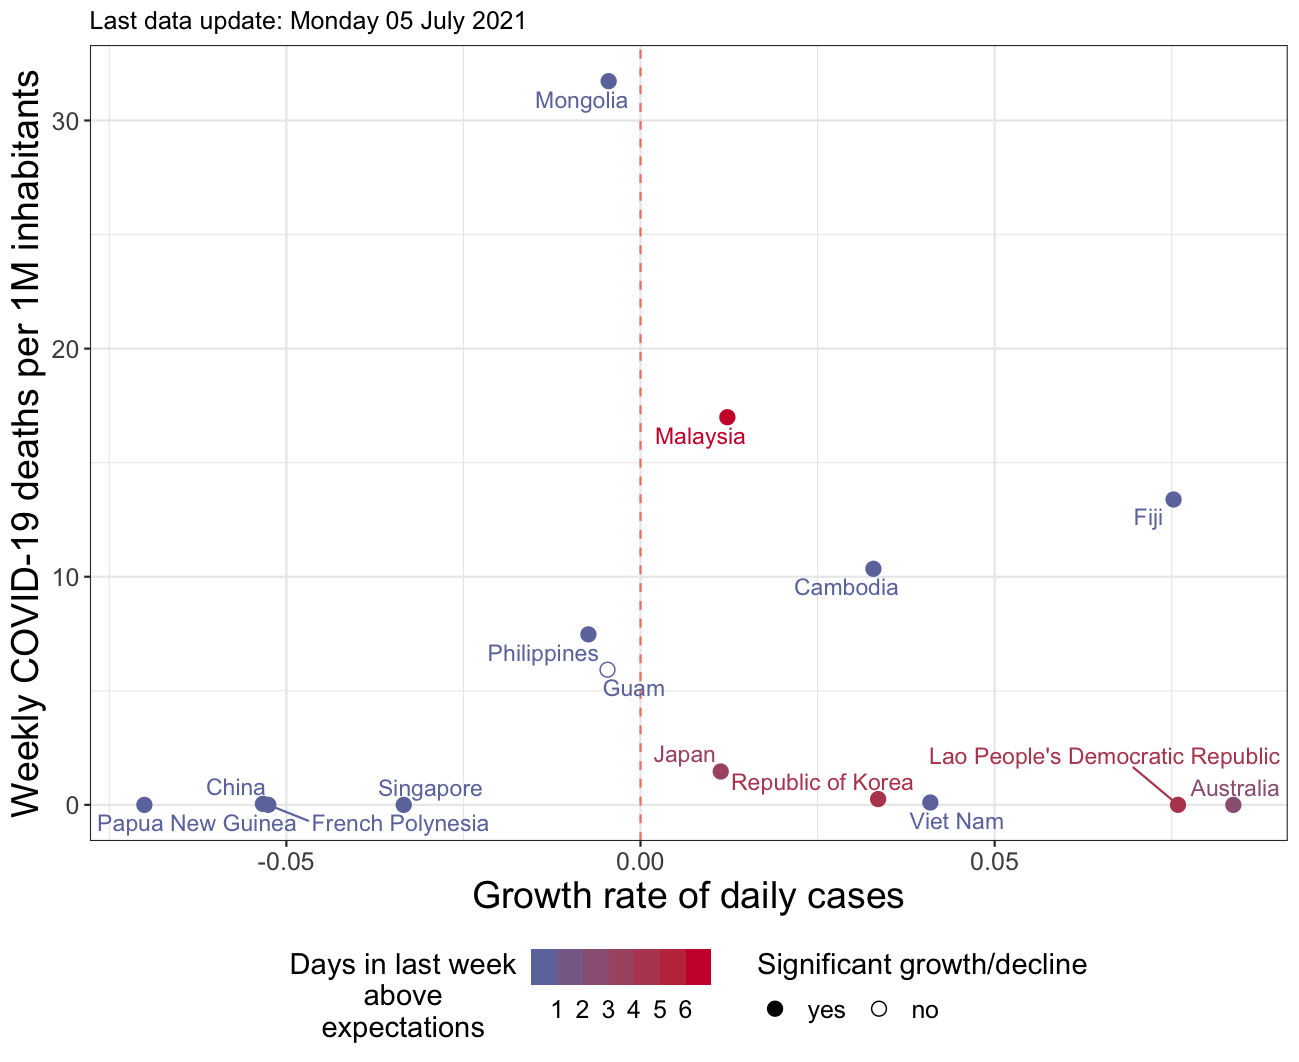 Last data update: Monday 05 July 2021
Weekly COVID-19 deaths per 1M inhabitants
30
20
10
0
Mongolia
Malaysia
Fiji
Cambodia
Philippines
Guam
Japan
Lao People's Democratic Republic
Republic of Korea
China
Singapore
Australia
Papua New Guinea
French Polynesia
Viet Nam
-0.05
0.00
0.05
Growth rate of daily cases
Days in last week
above
expectations
1 2 3 4 5 6
Significant growth/decline
yes
no